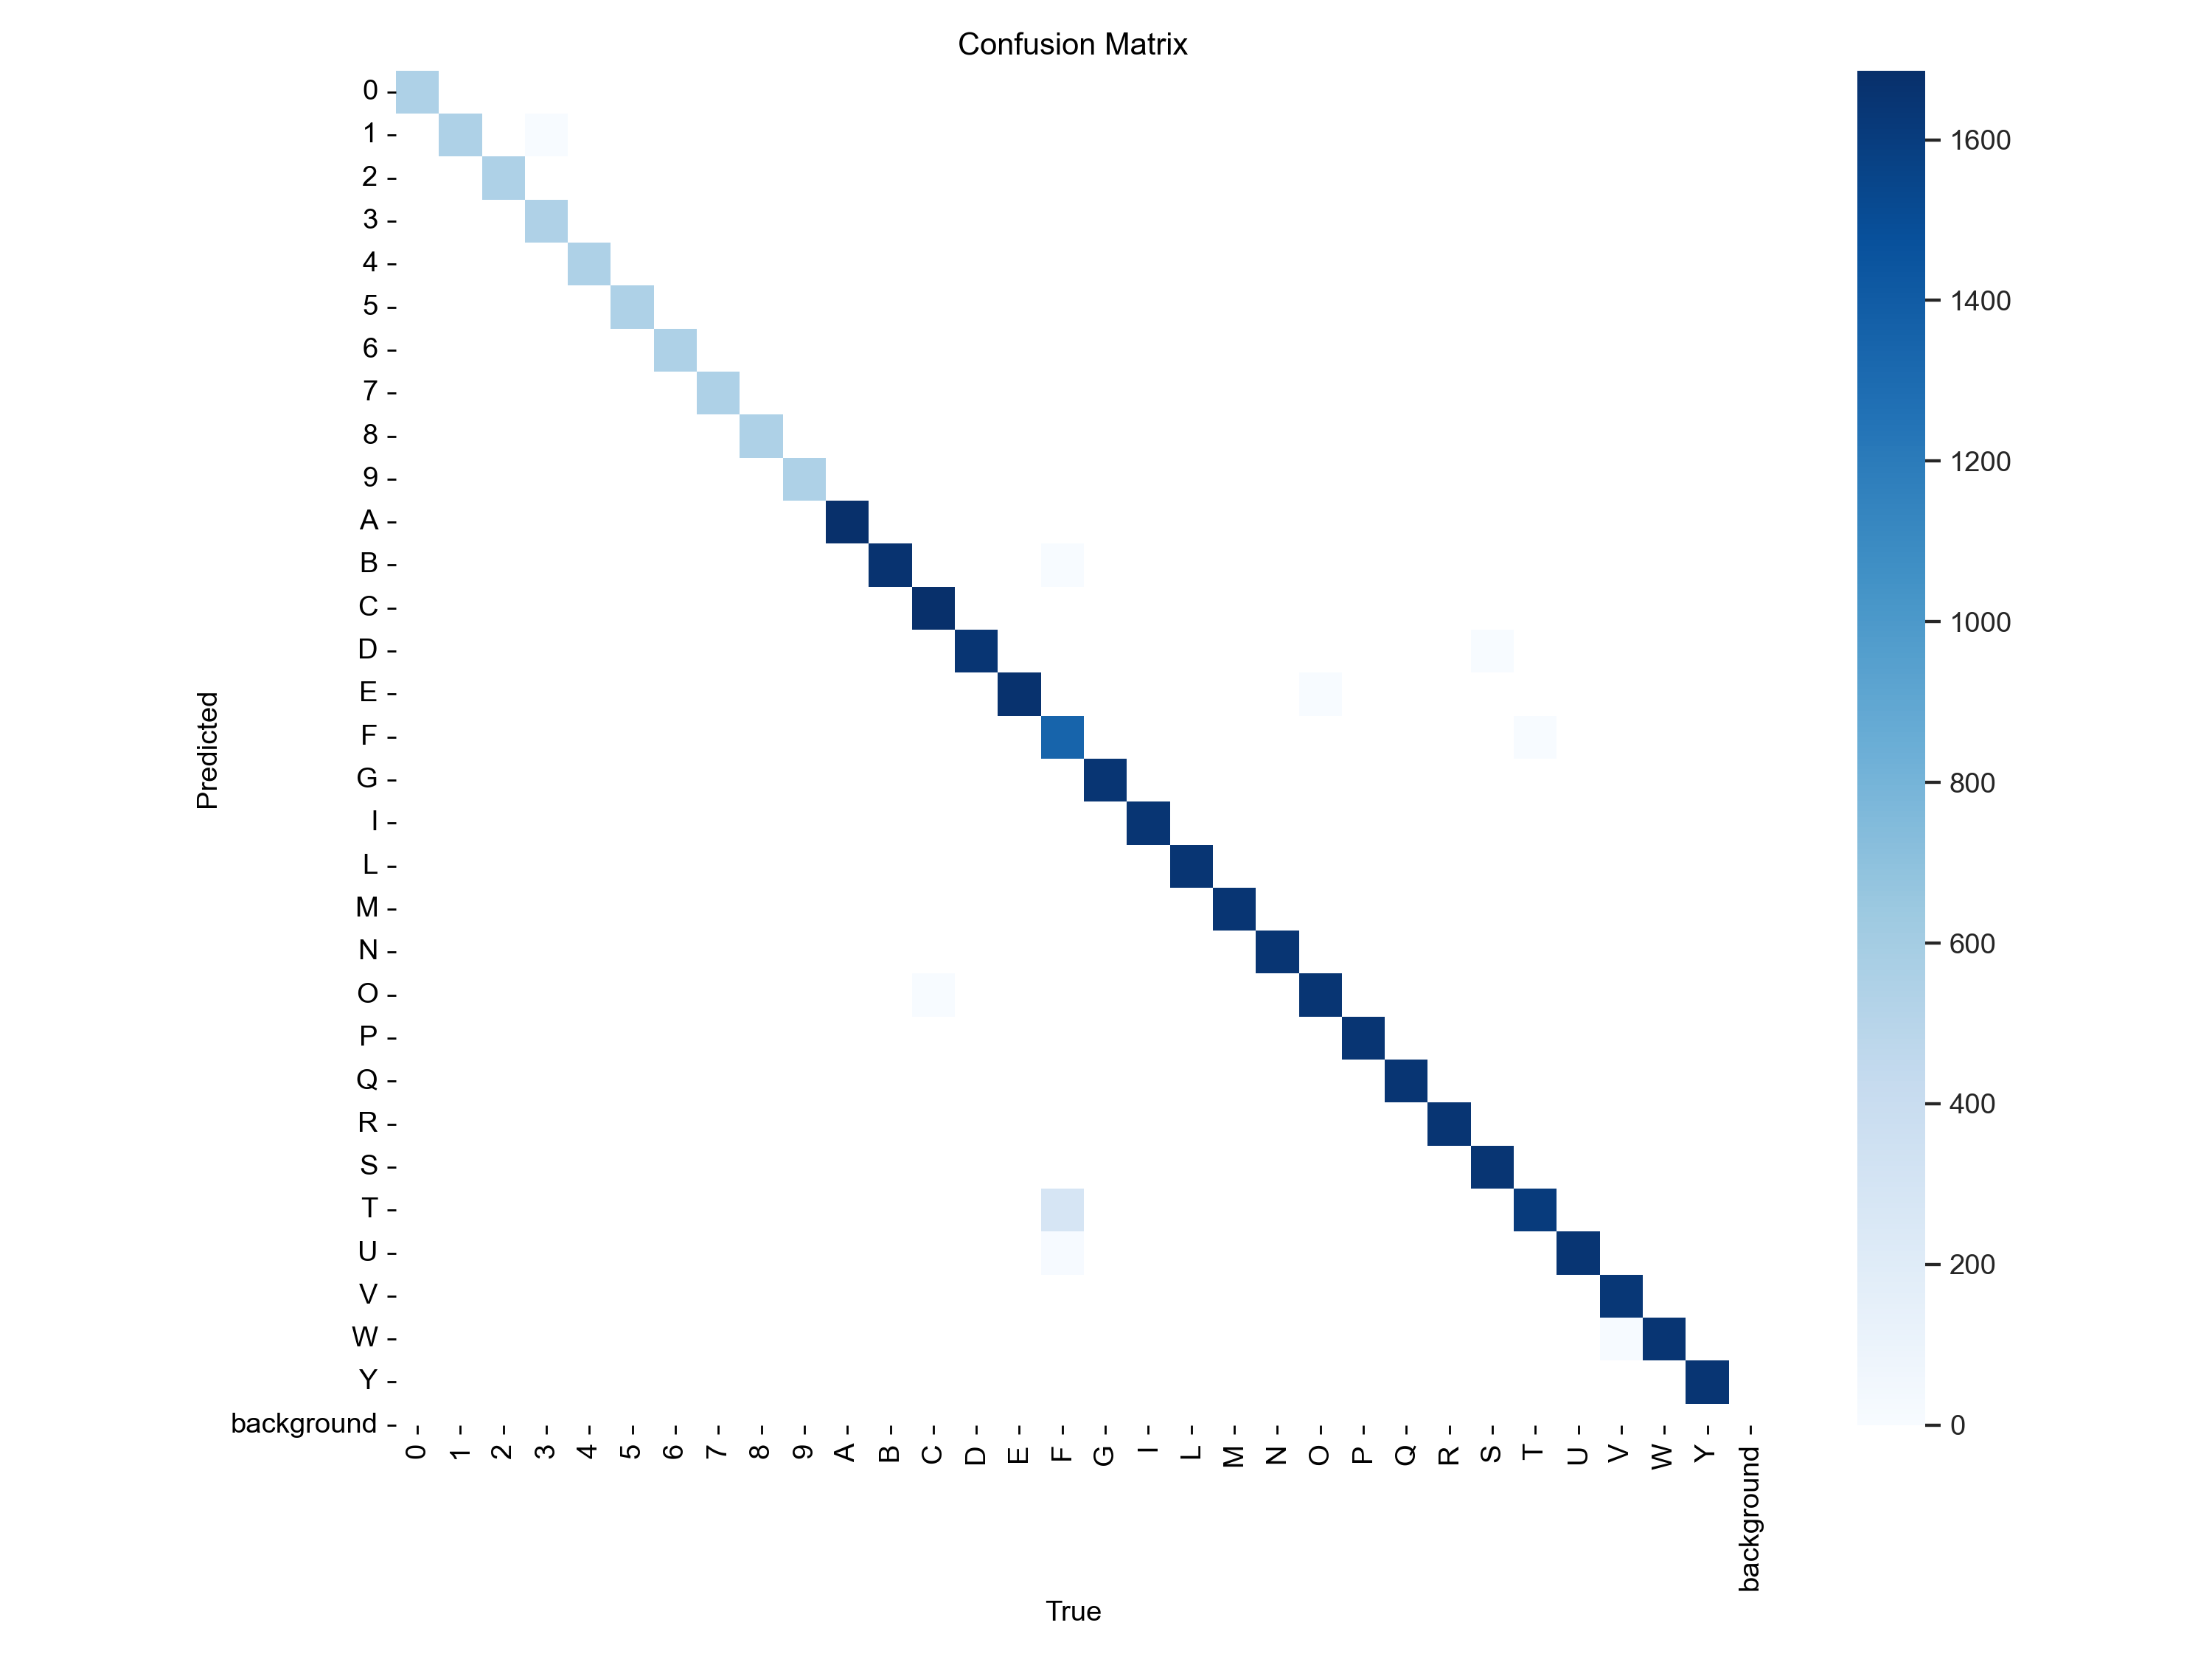 Confusion Matrix
0
1
2
3
4
5
6
7
8
9
A
B
C
D
E
F
G
I
L
M
N
O
P
Q
R
S
T
U
V
W
Y
background
Predicted
0 1 2 3 4 5 6 7 8 9 A B C D E F G I L M N O P Q R S T U V W Y background
True
1600
1400
1200
1000
800
600
400
200
0